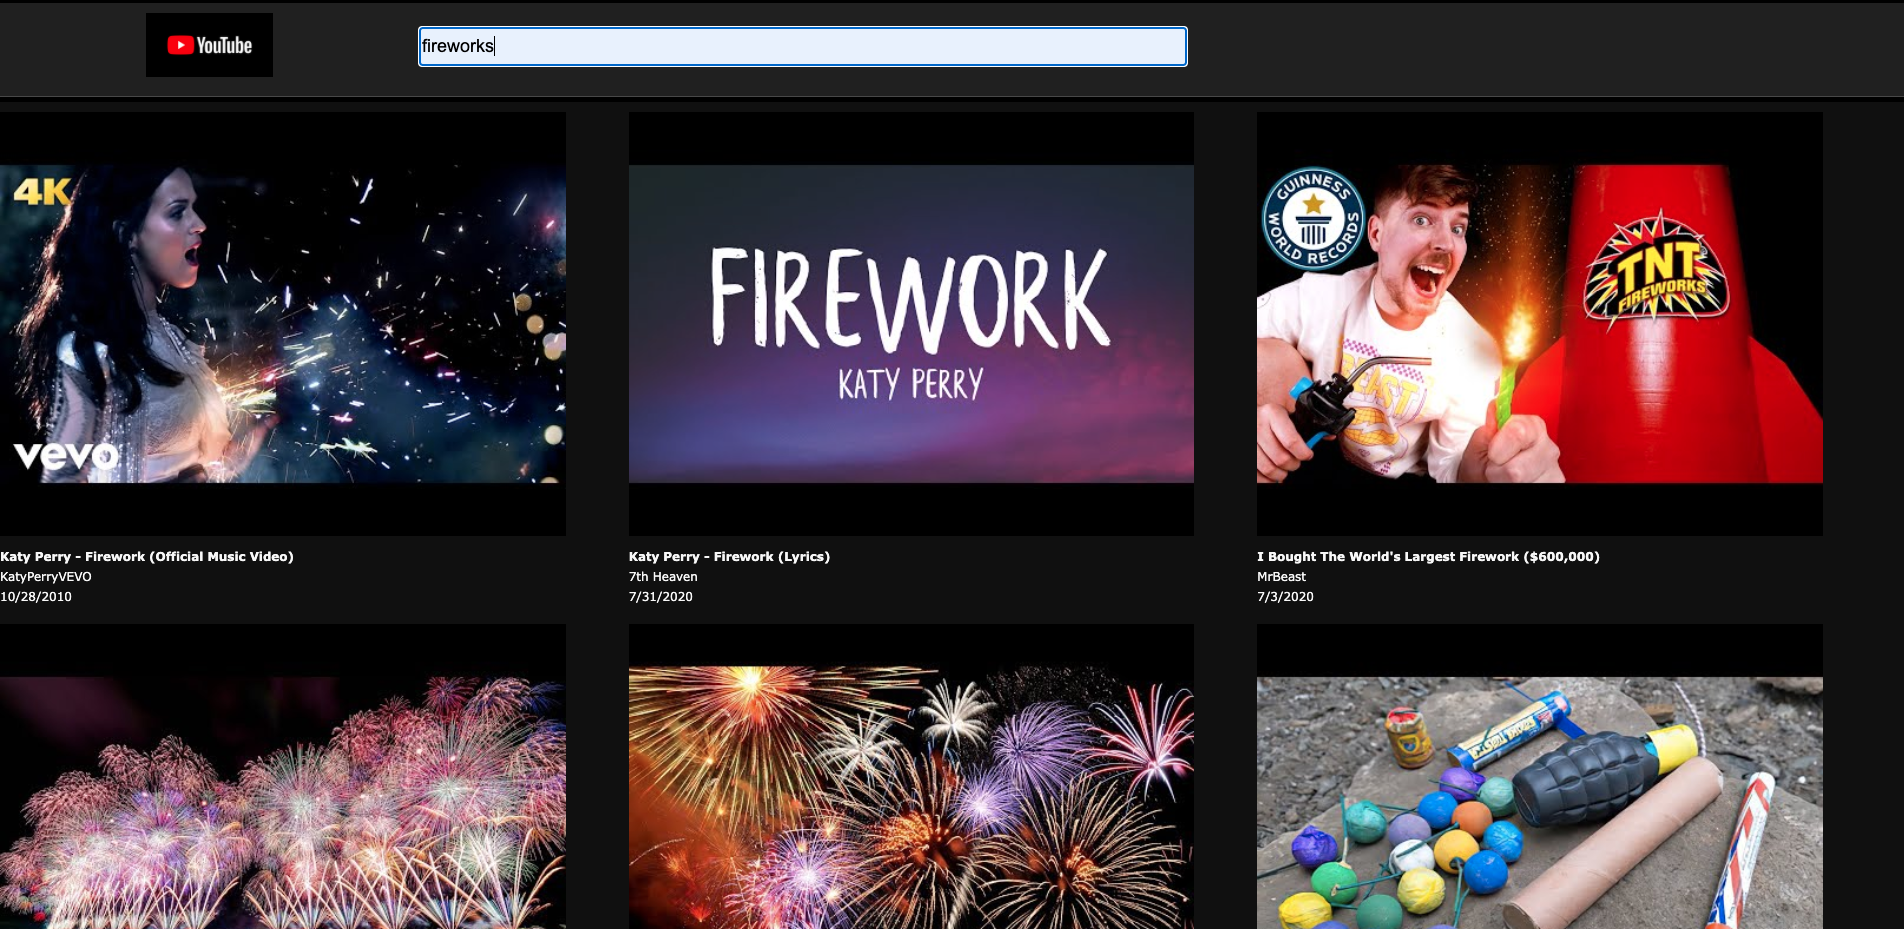 YouTube
fireworks
4K
vevo
FIREWORK
KATY PERRY
GUINNESS
WORLD RECORDS
BEAST
TNT
FIREWORKS
Katy Perry - Firework (Official Music Video)
KatyPerryVEVO
10/28/2010
Katy Perry - Firework (Lyrics)
7th Heaven
7/31/2020
I Bought The World's Largest Firework ($600,000)
MrBeast
7/3/2020